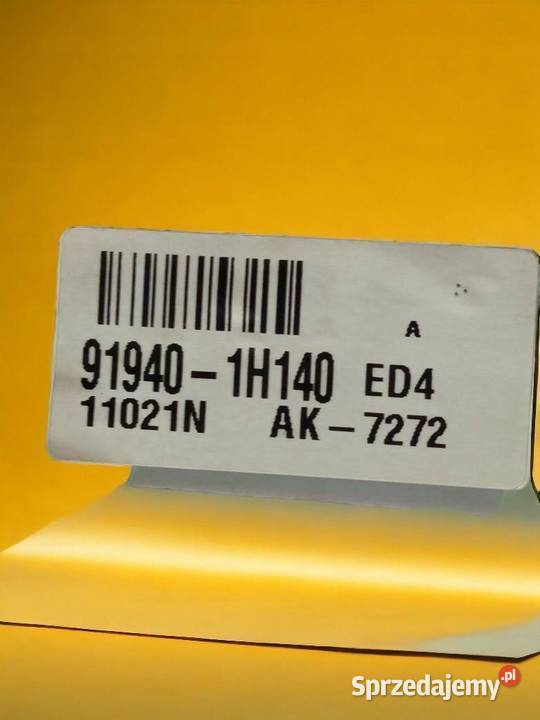 A
91940-1H140 ED4
11021N AK-7272
Sprzedajemy.pl